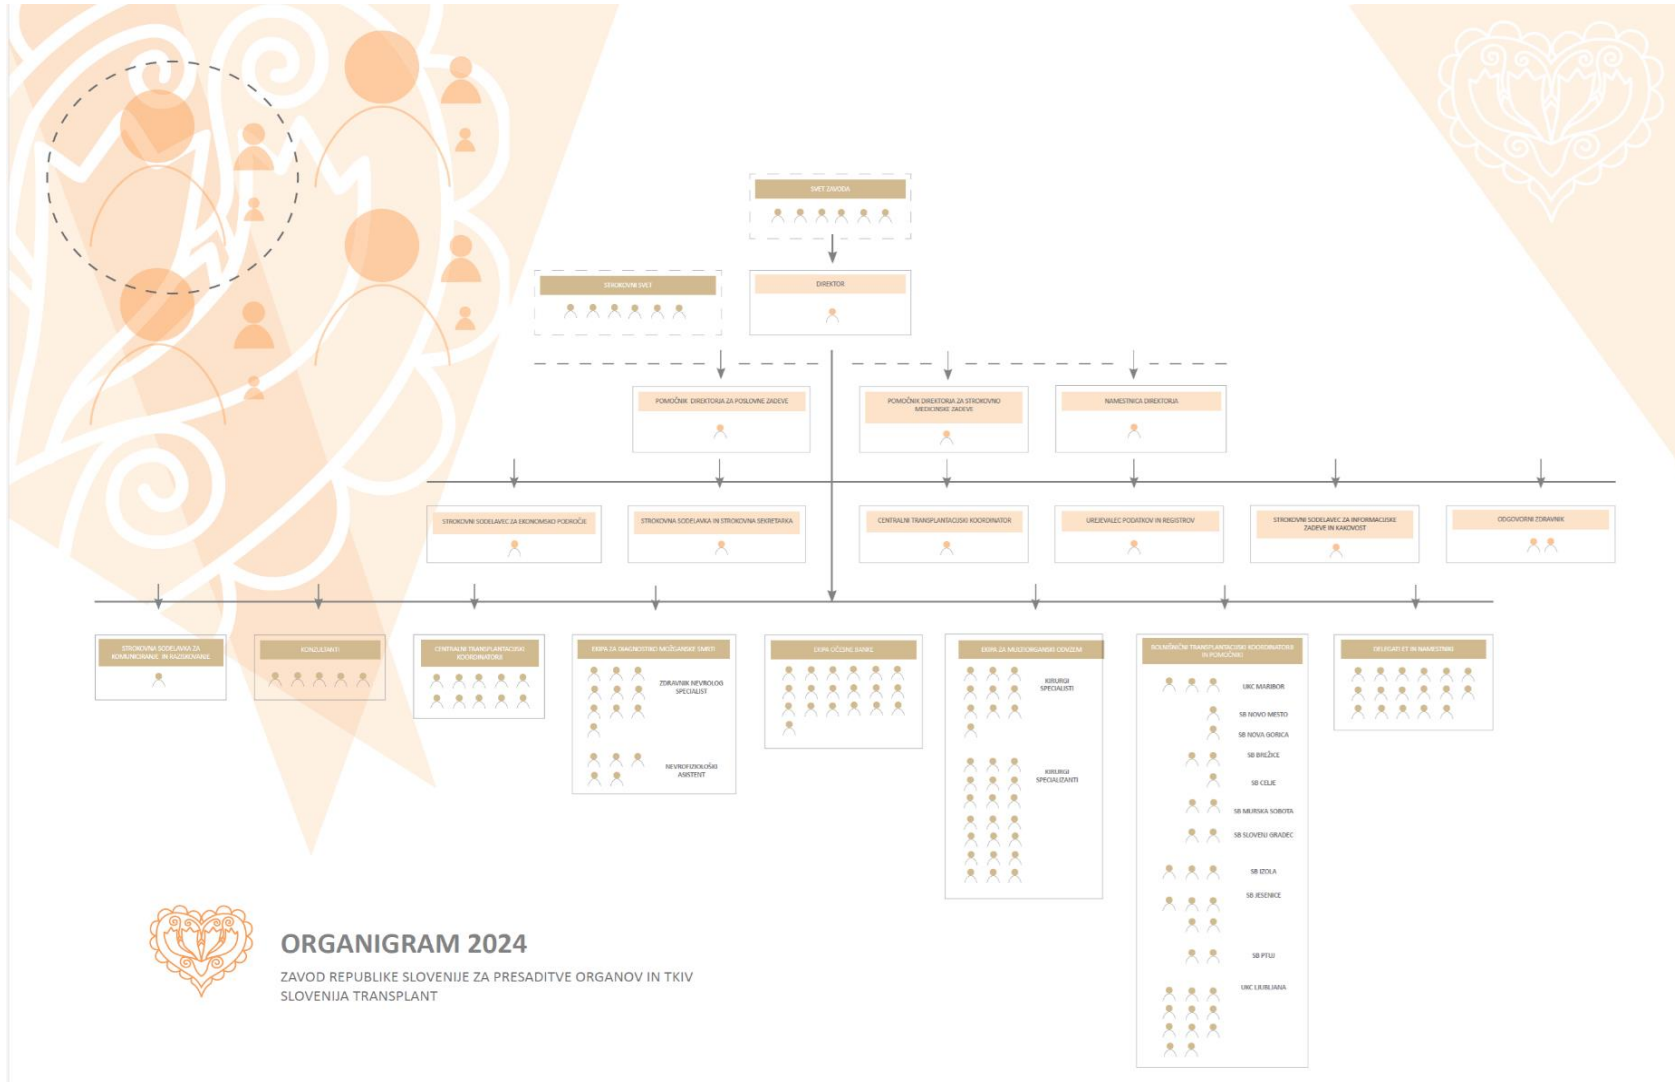 SVET ZAVODA
STROKOVNI SVET
DIREKTOR
POMOČNIK DIREKTORJA ZA POSLOVNE ZADEVE
POMOČNIK DIREKTORJA ZA STROKOVNO
MEDICINSKE ZADEVE
NAMESTNICA DIREKTORJA
STROKOVNI SODELAVEC ZA EKONOMSKO PODROČJE
STROKOVNA SODELAVKA IN STROKOVNA SEKRETARKA
CENTRALNI TRANSPLANTACIJSKI KOORDINATOR
UREJEVALEC PODATKOV IN REGISTROV
STROKOVNI SODELAVEC ZA INFORMACIJSKE
ZADEVE IN KAKOVOST
ODGOVORNI ZDRAVNIK
STROKOVNA SODELAVKA ZA
KOMUNICIRANJE IN RAZISKOVANJE
KONZULTANTI
CENTRALNI TRANSPLANTACIJSKI
KOORDINATORJI
EKIPA ZA DIAGNOSTIKO MOŽGANSKE SMRTI
ZDRAVNIK NEVROLOG
SPECIALIST
NEVROFIZIOLOŠKI
ASISTENT
EKIPA OČESNE BANKE
EKIPA ZA MULTIORGANSKI ODVZEM
KIRURGI
SPECIALISTI
KIRURGI
SPECIALIZANTI
BOLNIŠNIČNI TRANSPLANTACIJSKI KOORDINATORJI
IN POMOČNIKI
UKC MARIBOR
SB NOVO MESTO
SB NOVA GORICA
SB BREŽICE
SB CELJE
SB MURSKA SOBOTA
SB SLOVENJ GRADEC
SB IZOLA
SB JESENICE
SB PTUJ
UKC LJUBLJANA
DELEGATI ET IN NAMESTNIKI
ORGANIGRAM 2024
ZAVOD REPUBLIKE SLOVENIJE ZA PRESADITVE ORGANOV IN TKIV
SLOVENIJA TRANSPLANT